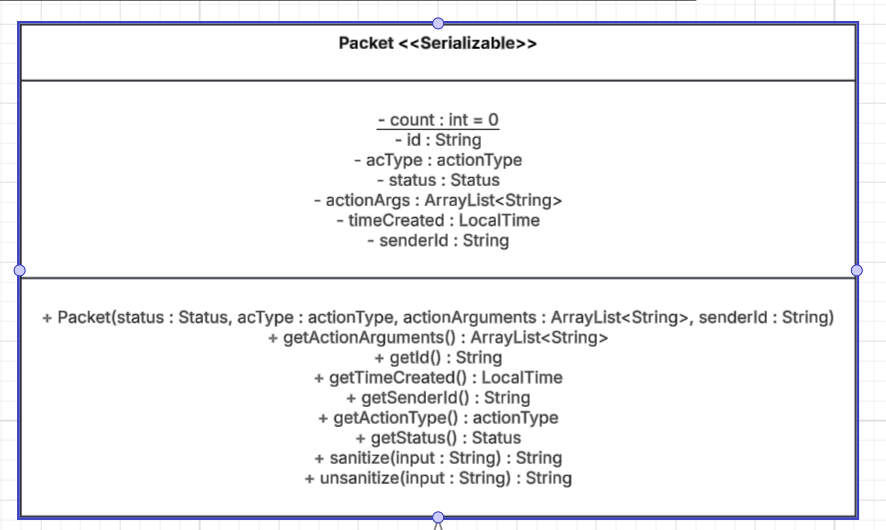 Packet <<Serializable>>
- count : int = 0
- id : String
- acType : actionType
- status : Status
- actionArgs : ArrayList<String>
- timeCreated : LocalTime
- senderId : String
+ Packet(status : Status, acType : actionType, actionArguments : ArrayList<String>, senderId : String)
+ getActionArguments() : ArrayList<String>
+ getId() : String
+ getTimeCreated() : LocalTime
+ getSenderId() : String
+ getActionType() : actionType
+ getStatus() : Status
+ sanitize(input : String) : String
+ unsanitize(input : String) : String